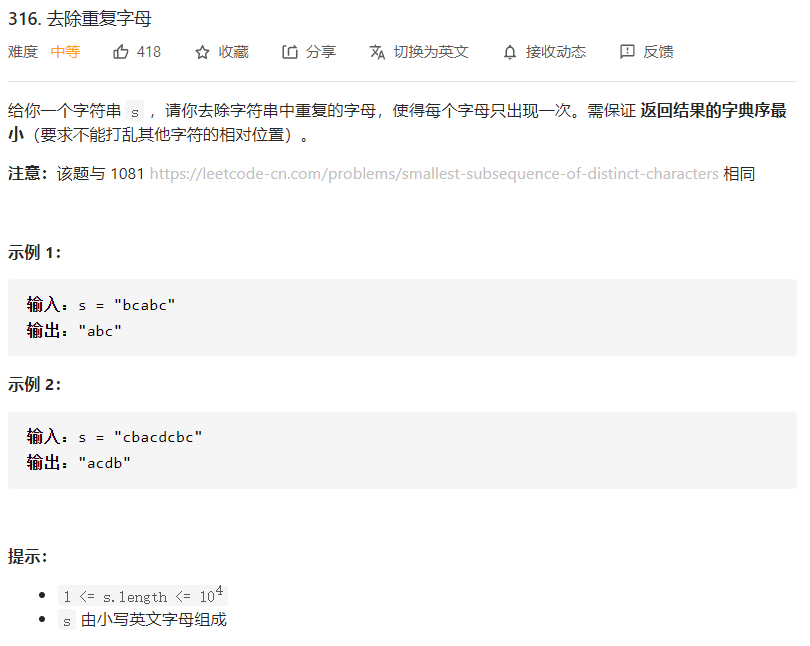 316. 去除重复字母
难度 中等 418 收藏 分享 切换为英文 接收动态 反馈
给你一个字符串 s ，请你去除字符串中重复的字母，使得每个字母只出现一次。需保证 返回结果的字典序最
小（要求不能打乱其他字符的相对位置）。
注意：该题与 1081 https://leetcode-cn.com/problems/smallest-subsequence-of-distinct-characters 相同
示例 1：
输入：s = "bcabc"
输出："abc"
示例 2：
输入：s = "cbacdcbc"
输出："acdb"
提示：
1 <= s.length <= 10⁴
s 由小写英文字母组成